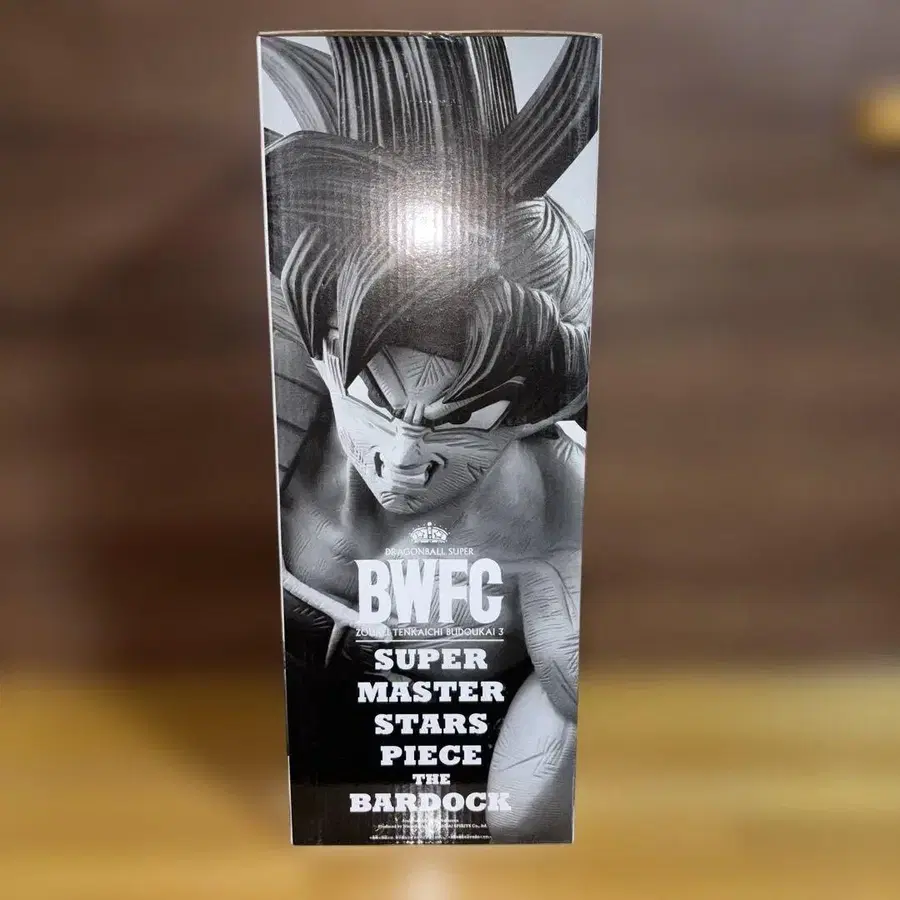 DRAGONBALL SUPER
BWFC
ZOUKEI TENKAICHI BUDOUKAI 3
SUPER
MASTER
STARS
PIECE
THE
BARDOCK